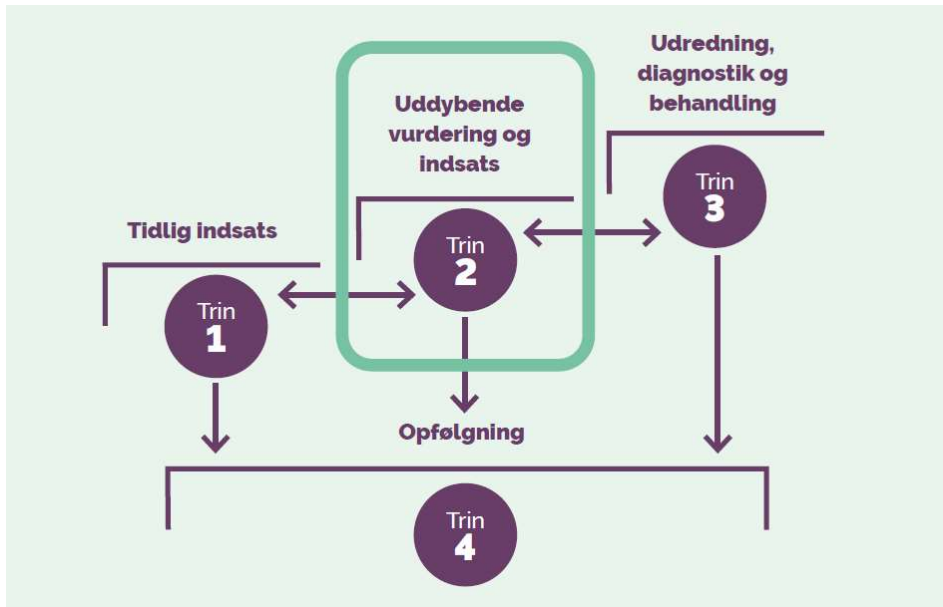 Tidlig indsats
Trin
1
Uddybende
vurdering og
indsats
Trin
2
Udredning,
diagnostik og
behandling
Trin
3
Opfølgning
Trin
4